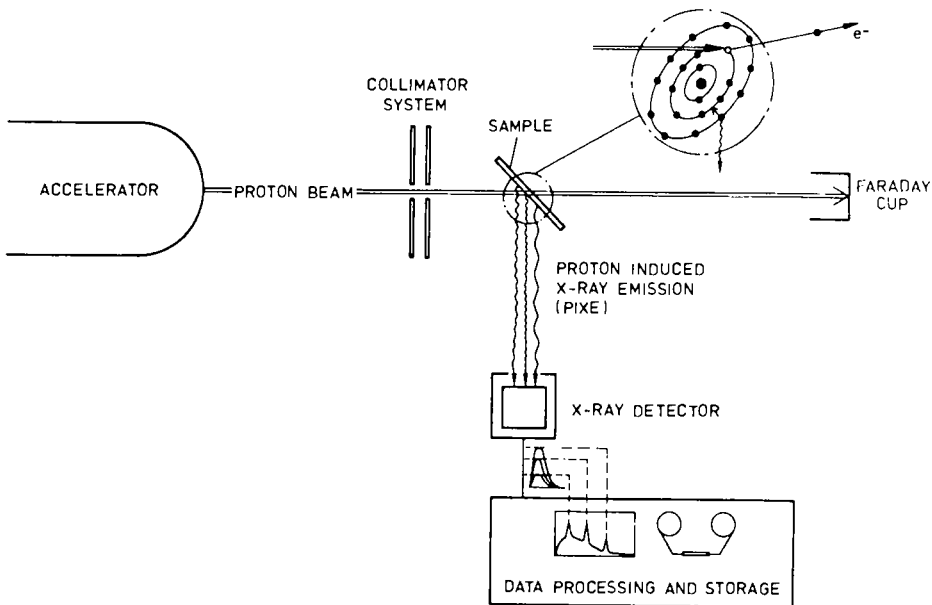 e⁻
COLLIMATOR
SYSTEM
SAMPLE
ACCELERATOR
PROTON BEAM
FARADAY
CUP
PROTON INDUCED
X-RAY EMISSION
(PIXE)
X-RAY DETECTOR
DATA PROCESSING AND STORAGE